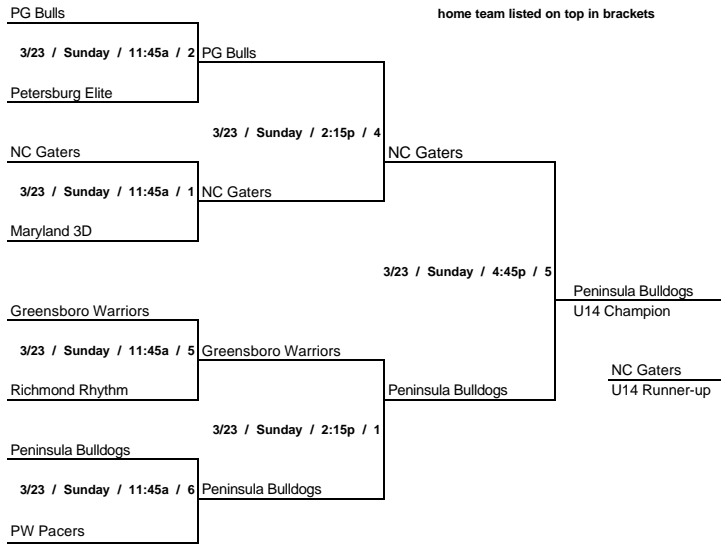 PG Bulls
home team listed on top in brackets
3/23 / Sunday / 11:45a / 2
PG Bulls
Petersburg Elite
3/23 / Sunday / 2:15p / 4
NC Gaters
NC Gaters
3/23 / Sunday / 11:45a / 1
NC Gaters
Maryland 3D
3/23 / Sunday / 4:45p / 5
Peninsula Bulldogs
U14 Champion
Greensboro Warriors
3/23 / Sunday / 11:45a / 5
Greensboro Warriors
NC Gaters
U14 Runner-up
Richmond Rhythm
Peninsula Bulldogs
3/23 / Sunday / 2:15p / 1
Peninsula Bulldogs
3/23 / Sunday / 11:45a / 6
Peninsula Bulldogs
PW Pacers